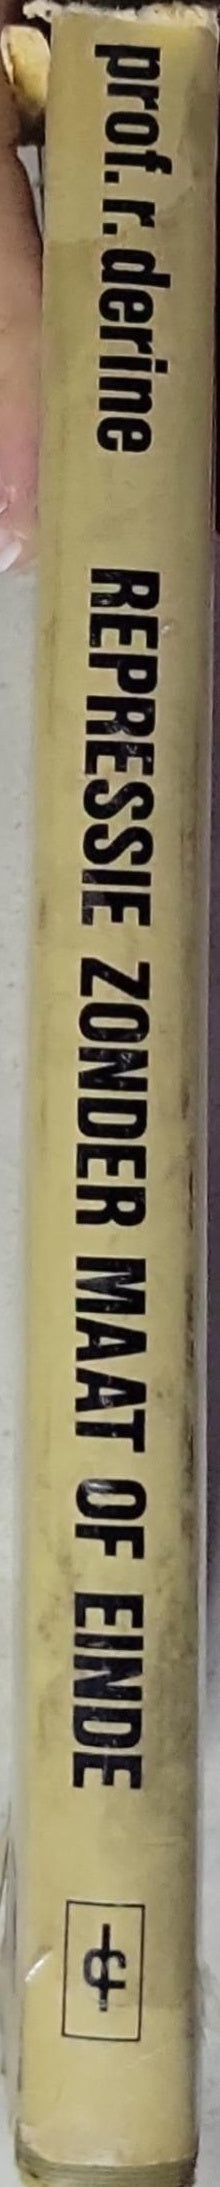 prof. r. derine REPRESSIE ZONDER MAAT OF EINDE